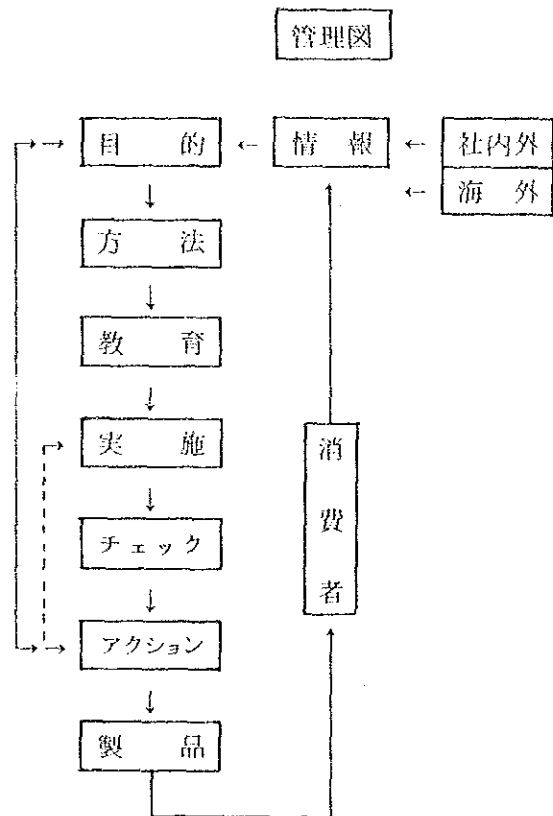 管理図
目的 ← 情報 ← 社内外
← 海外
↓
方法
↓
教育
↓
実施
↓
チェック
↓
アクション
↓
製品
消費者